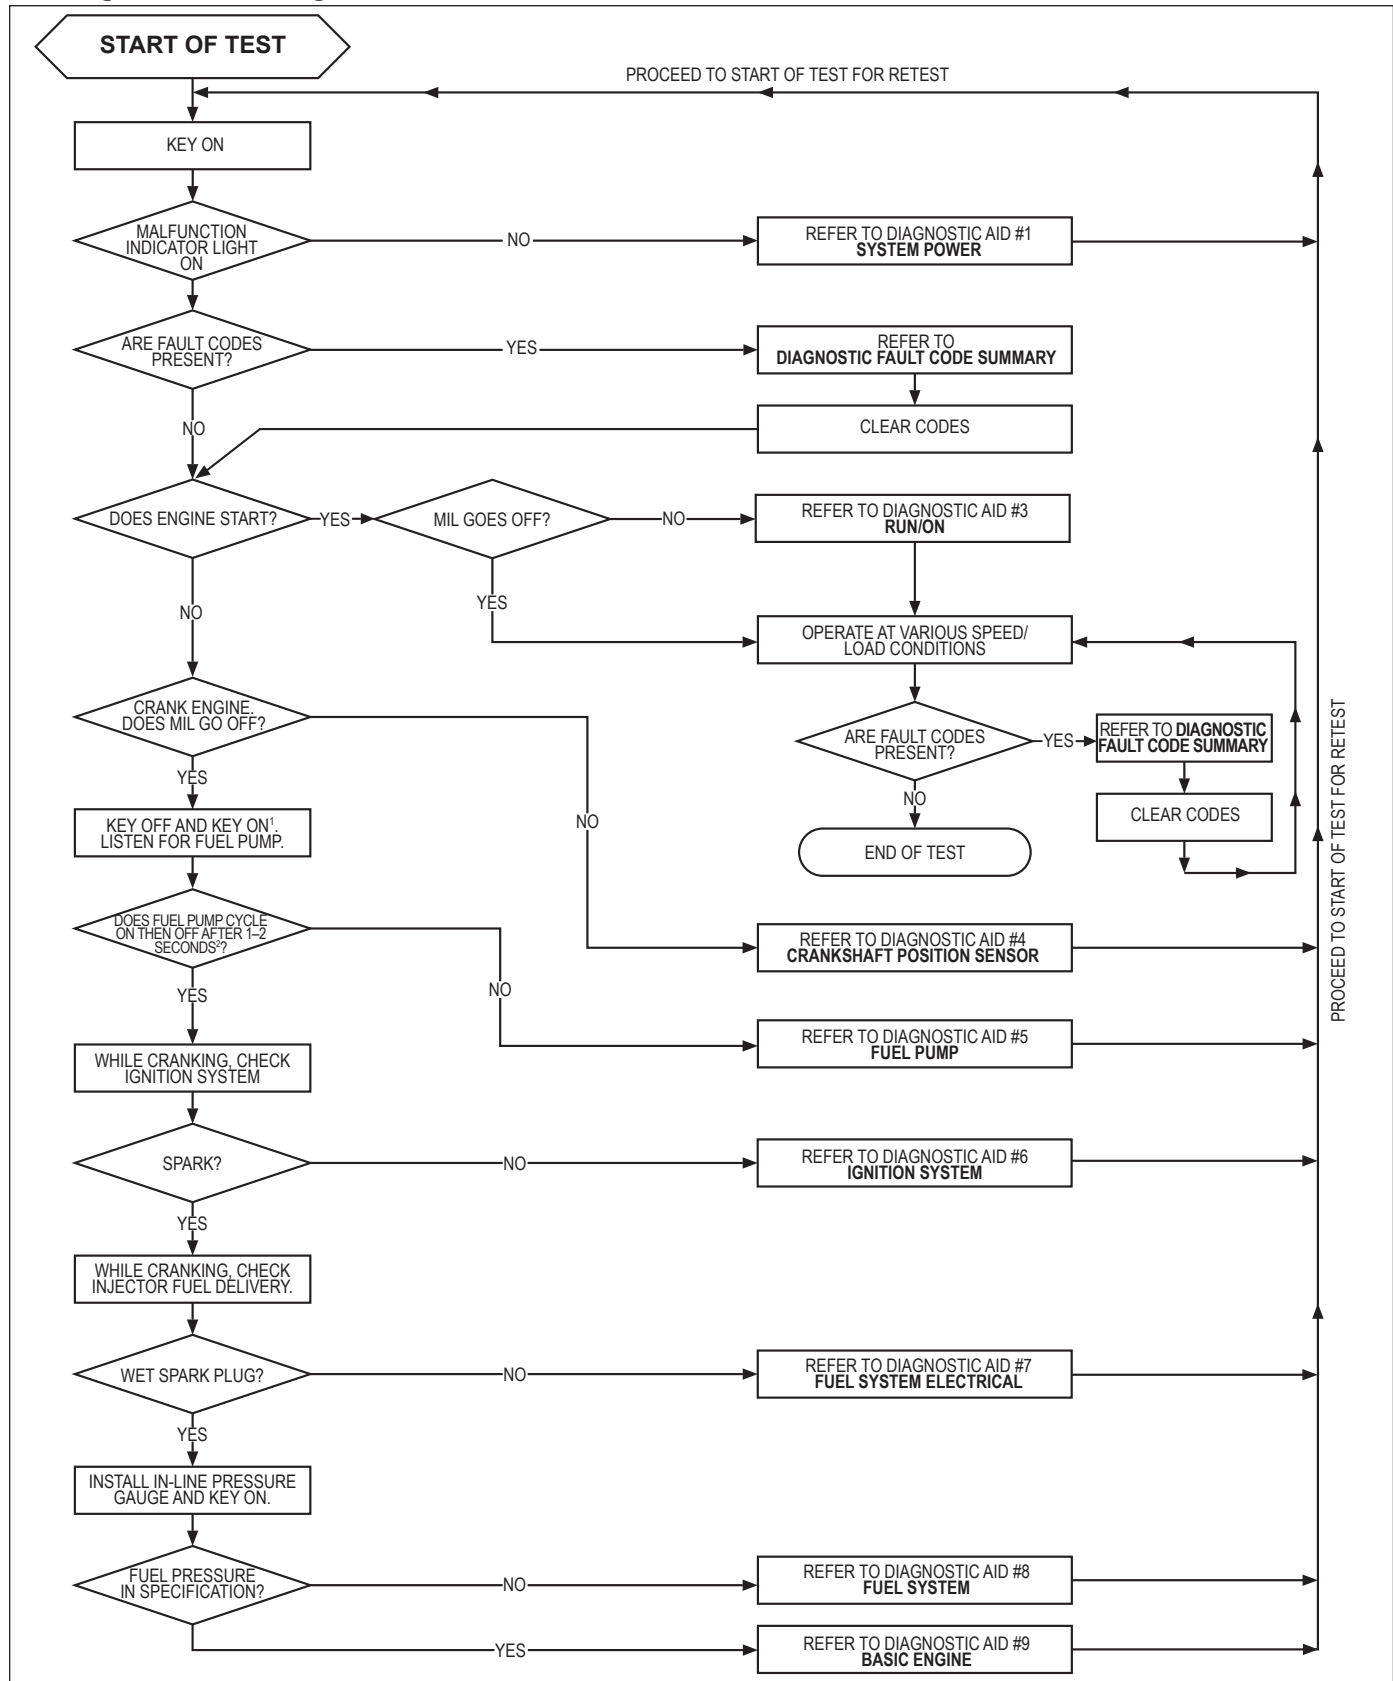 START OF TEST
PROCEED TO START OF TEST FOR RETEST
KEY ON
MALFUNCTION
INDICATOR LIGHT
ON
NO
REFER TO DIAGNOSTIC AID #1
SYSTEM POWER
ARE FAULT CODES
PRESENT?
YES
REFER TO
DIAGNOSTIC FAULT CODE SUMMARY
NO
CLEAR CODES
DOES ENGINE START?
YES
MIL GOES OFF?
NO
REFER TO DIAGNOSTIC AID #3
RUN/ON
NO
YES
OPERATE AT VARIOUS SPEED/
LOAD CONDITIONS
CRANK ENGINE.
DOES MIL GO OFF?
ARE FAULT CODES
PRESENT?
YES
REFER TO DIAGNOSTIC
FAULT CODE SUMMARY
YES
NO
CLEAR CODES
KEY OFF AND KEY ON¹.
LISTEN FOR FUEL PUMP.
NO
END OF TEST
PROCEED TO START OF TEST FOR RETEST
DOES FUEL PUMP CYCLE
ON THEN OFF AFTER 1–2
SECONDS²?
REFER TO DIAGNOSTIC AID #4
CRANKSHAFT POSITION SENSOR
YES
NO
REFER TO DIAGNOSTIC AID #5
FUEL PUMP
WHILE CRANKING, CHECK
IGNITION SYSTEM
SPARK?
NO
REFER TO DIAGNOSTIC AID #6
IGNITION SYSTEM
YES
WHILE CRANKING, CHECK
INJECTOR FUEL DELIVERY.
WET SPARK PLUG?
NO
REFER TO DIAGNOSTIC AID #7
FUEL SYSTEM ELECTRICAL
YES
INSTALL IN-LINE PRESSURE
GAUGE AND KEY ON.
FUEL PRESSURE
IN SPECIFICATION?
NO
REFER TO DIAGNOSTIC AID #8
FUEL SYSTEM
YES
REFER TO DIAGNOSTIC AID #9
BASIC ENGINE